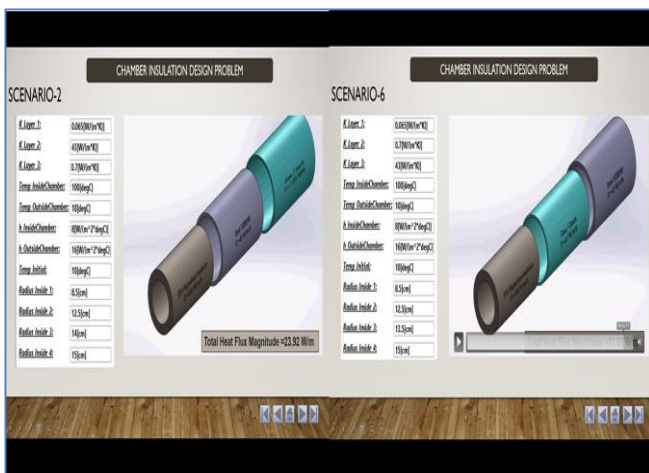 CHAMBER INSULATION DESIGN PROBLEM
SCENARIO-2
K Layer 1: 0.065[W/(m*K)]
K Layer 2: 43[W/(m*K)]
K Layer 3: 0.7[W/(m*K)]
Temp InsideChamber: 100[degC]
Temp OutsideChamber: 10[degC]
h InsideChamber: 8[W/(m^2*degC)]
h OutsideChamber: 16[W/(m^2*degC)]
Temp Initial: 10[degC]
Radius Inside 1: 8.5[cm]
Radius Inside 2: 12.5[cm]
Radius Inside 3: 14[cm]
Radius Inside 4: 15[cm]
Total Heat Flux Magnitude =23.92 W/m
CHAMBER INSULATION DESIGN PROBLEM
SCENARIO-6
K Layer 1: 0.065[W/(m*K)]
K Layer 2: 0.7[W/(m*K)]
K Layer 3: 43[W/(m*K)]
Temp InsideChamber: 100[degC]
Temp OutsideChamber: 10[degC]
h InsideChamber: 8[W/(m^2*degC)]
h OutsideChamber: 16[W/(m^2*degC)]
Temp Initial: 10[degC]
Radius Inside 1: 8.5[cm]
Radius Inside 2: 12.5[cm]
Radius Inside 3: 13.5[cm]
Radius Inside 4: 15[cm]
Total Heat Flux Magnitude